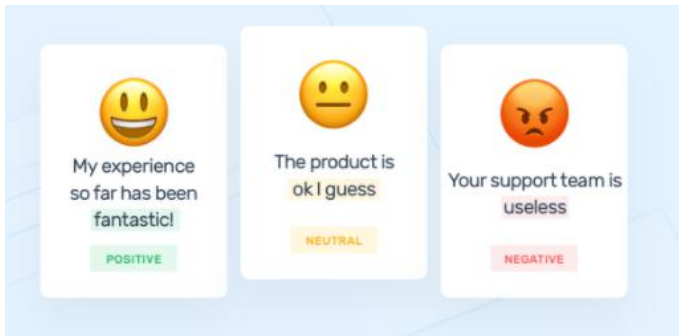 My experience
so far has been
fantastic!
POSITIVE
The product is
ok I guess
NEUTRAL
Your support team is
useless
NEGATIVE